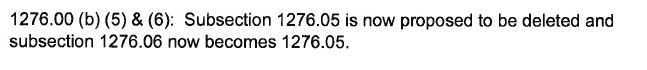 1276.00 (b) (5) & (6): Subsection 1276.05 is now proposed to be deleted and
subsection 1276.06 now becomes 1276.05.